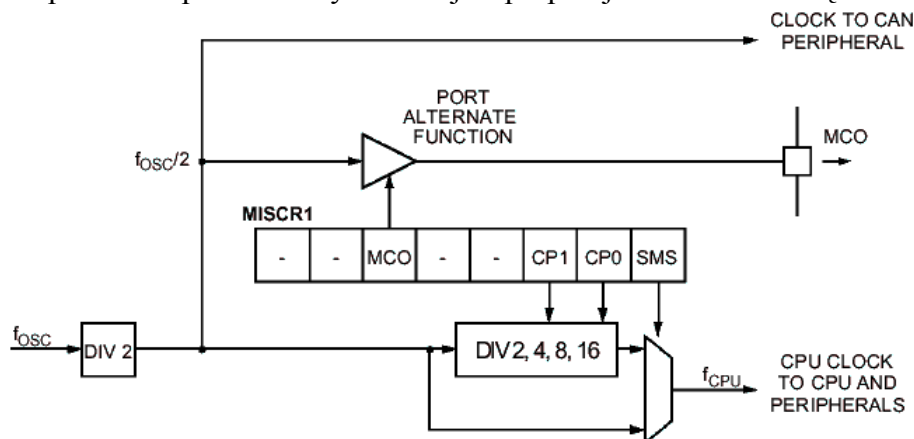 CLOCK TO CAN
PERIPHERAL
PORT
ALTERNATE
FUNCTION
MCO
fOSC/2
MISCR1
- - MCO - - CP1 CP0 SMS
fOSC
DIV 2
DIV 2, 4, 8, 16
fCPU
CPU CLOCK
TO CPU AND
PERIPHERALS